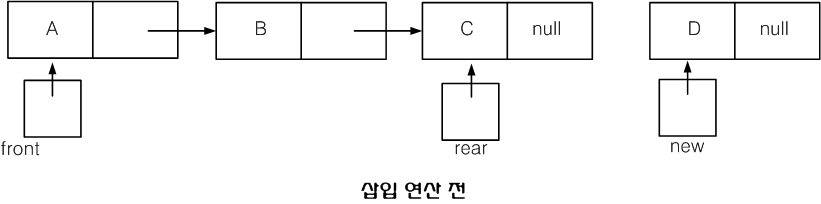 A B C null D null
front rear new
삽입 연산 전